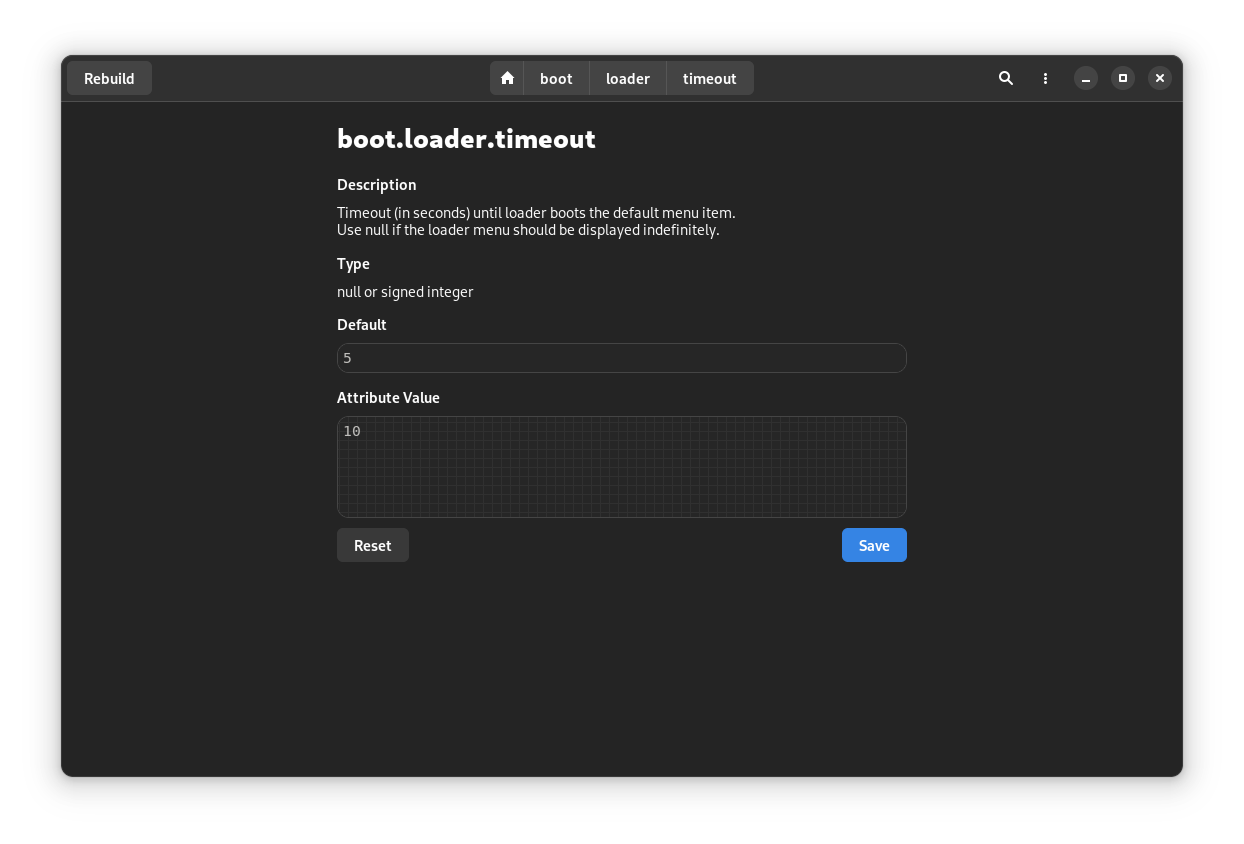 Rebuild
boot
loader
timeout
boot.loader.timeout
Description
Timeout (in seconds) until loader boots the default menu item.
Use null if the loader menu should be displayed indefinitely.
Type
null or signed integer
Default
5
Attribute Value
10
Reset
Save